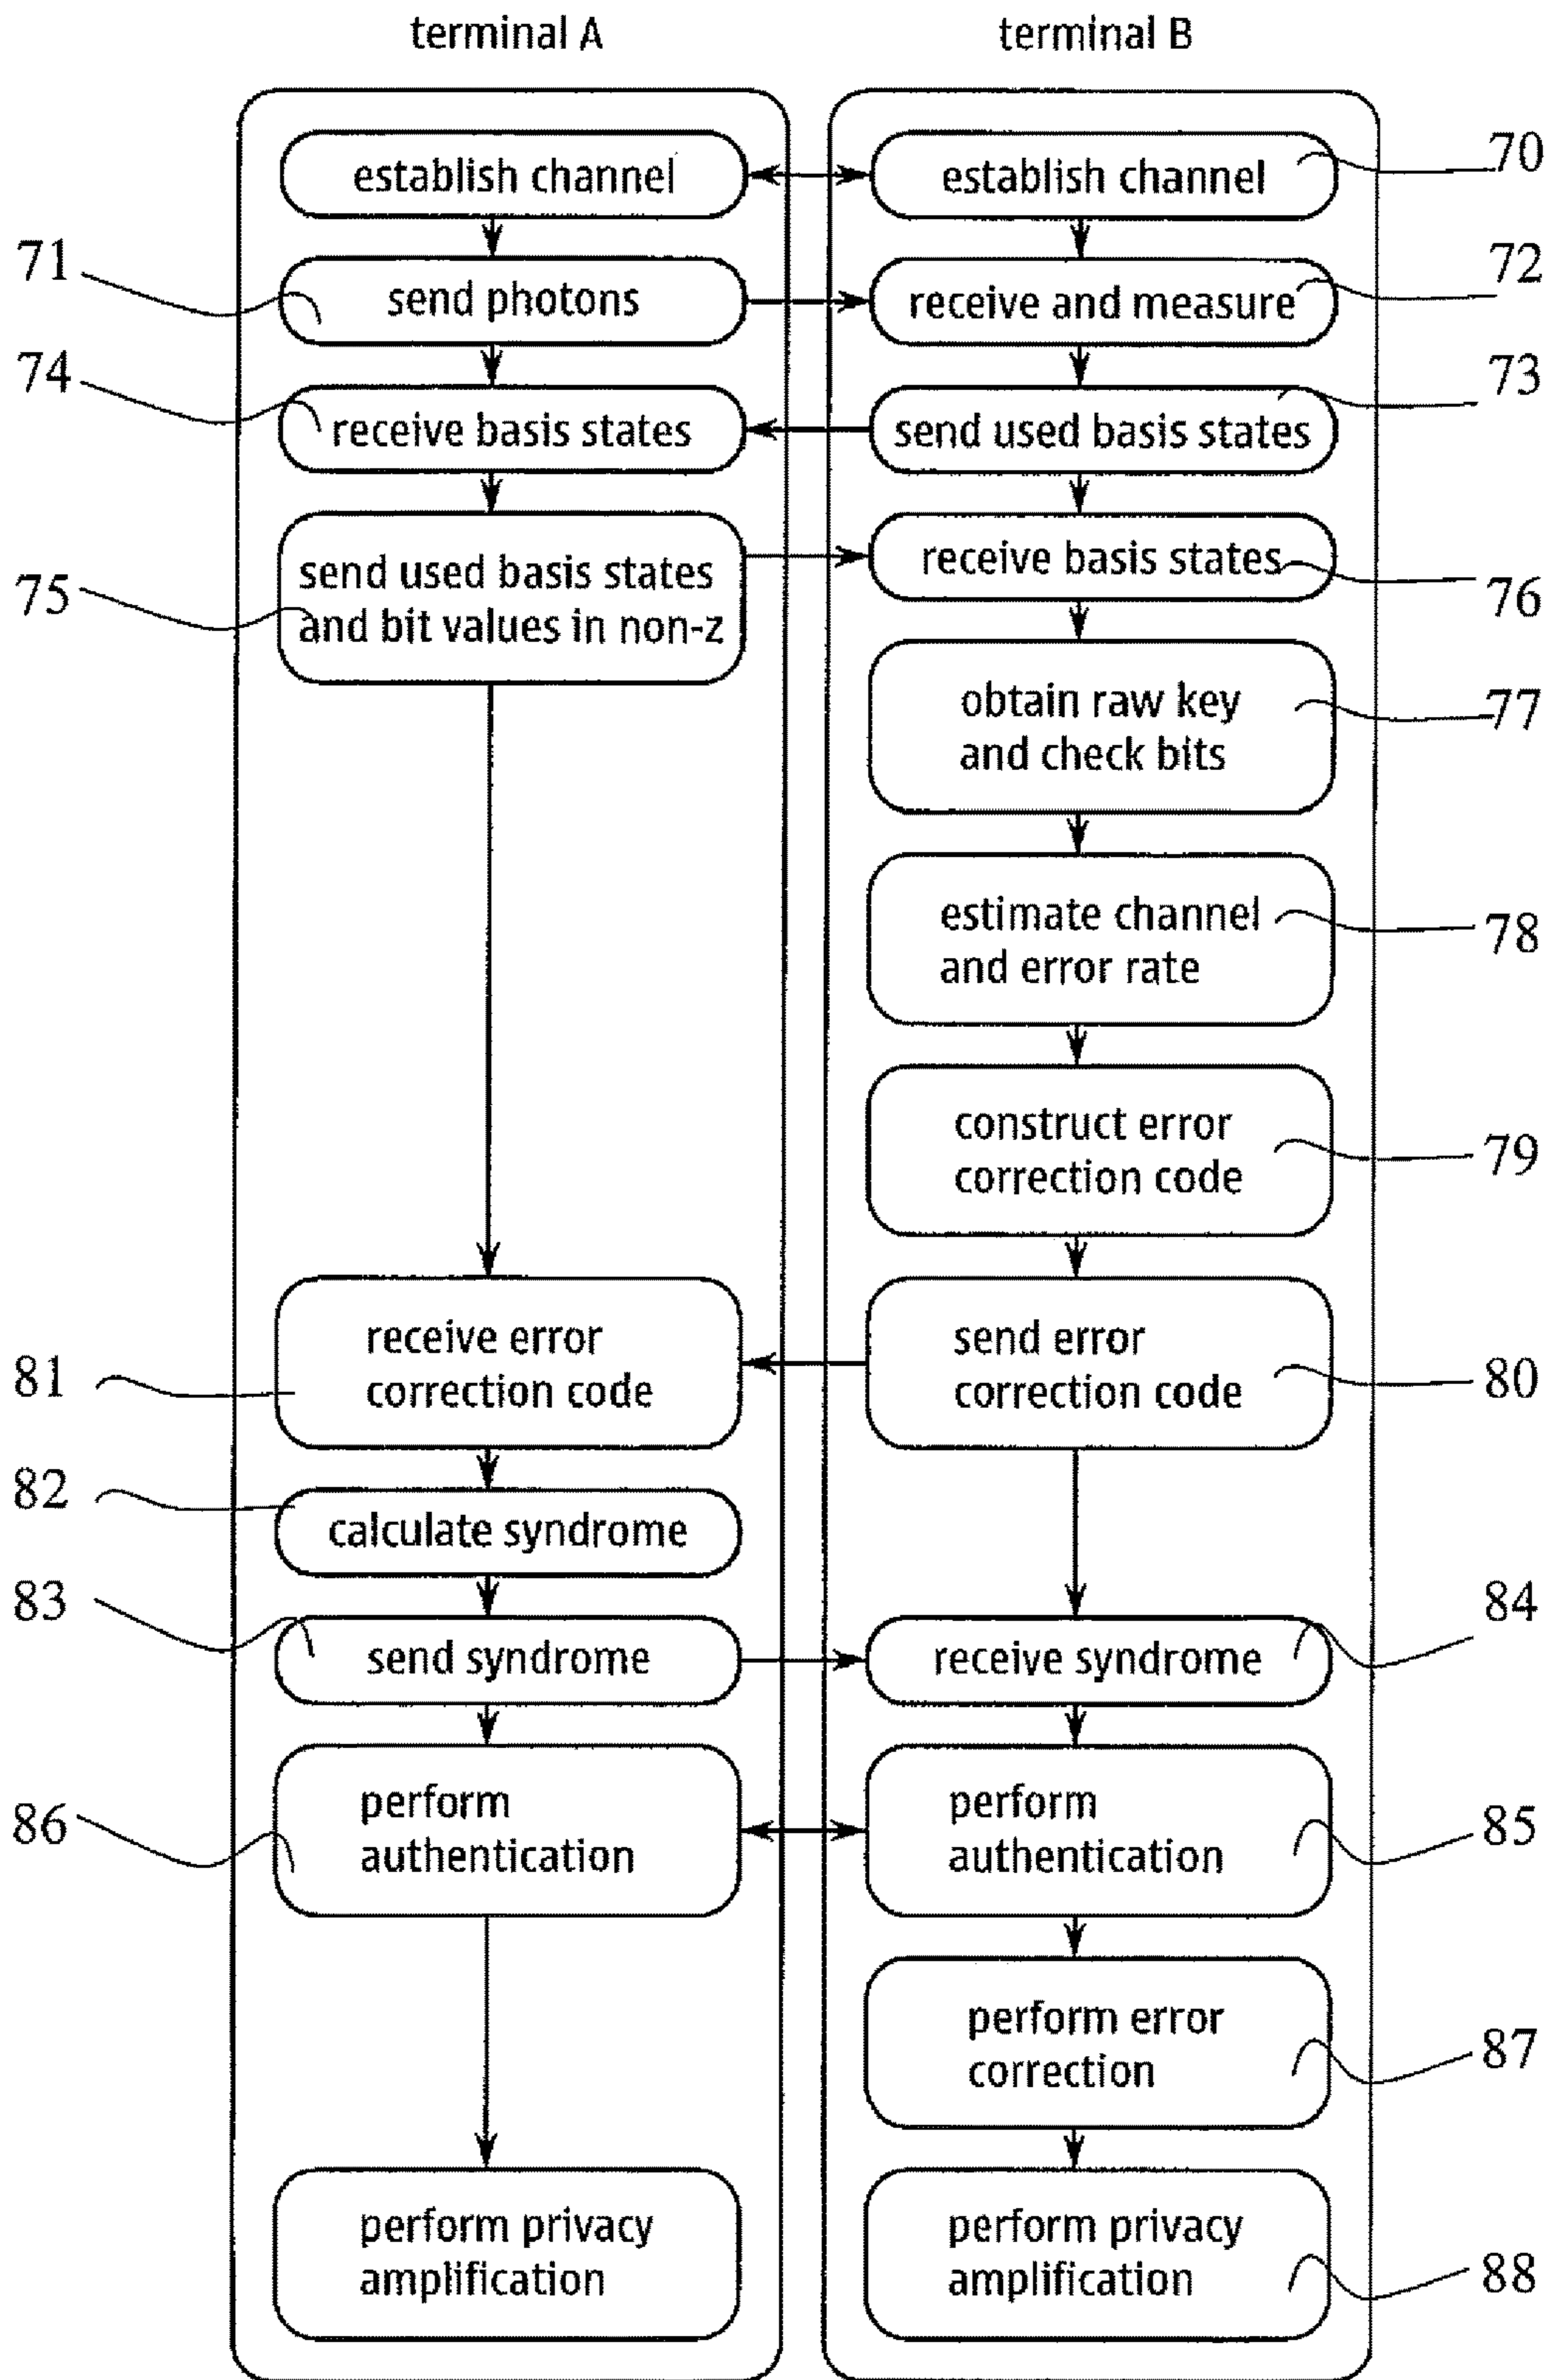 terminal A
terminal B
establish channel
establish channel
70
71
send photons
receive and measure
72
74
receive basis states
send used basis states
73
75
send used basis states
and bit values in non-z
receive basis states
76
obtain raw key
and check bits
77
estimate channel
and error rate
78
construct error
correction code
79
81
receive error
correction code
send error
correction code
80
82
calculate syndrome
83
send syndrome
receive syndrome
84
86
perform
authentication
perform
authentication
85
perform error
correction
87
perform privacy
amplification
perform privacy
amplification
88